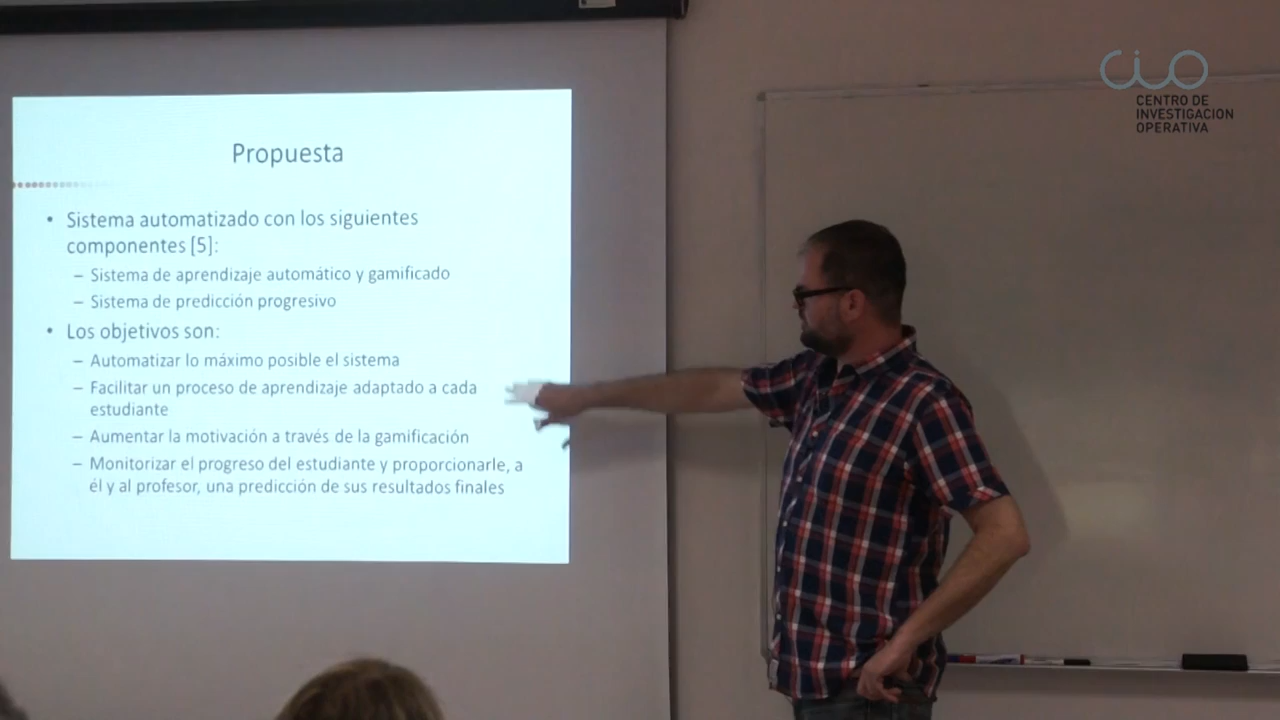 Propuesta
• Sistema automatizado con los siguientes
componentes [5]:
– Sistema de aprendizaje automático y gamificado
– Sistema de predicción progresivo
• Los objetivos son:
– Automatizar lo máximo posible el sistema
– Facilitar un proceso de aprendizaje adaptado a cada
estudiante
– Aumentar la motivación a través de la gamificación
– Monitorizar el progreso del estudiante y proporcionarle, a
él y al profesor, una predicción de sus resultados finales
CIO
CENTRO DE
INVESTIGACION
OPERATIVA